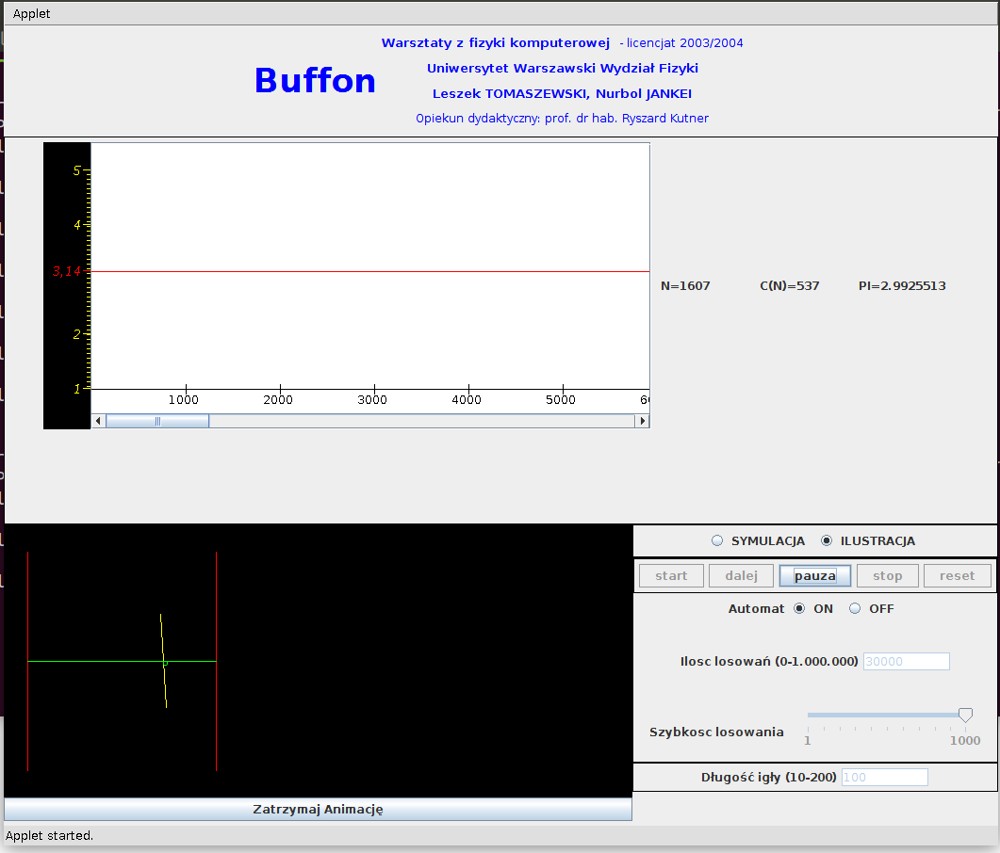 Applet
Warsztaty z fizyki komputerowej - licencjat 2003/2004
Buffon
Uniwersytet Warszawski Wydział Fizyki
Leszek TOMASZEWSKI, Nurbol JANKEI
Opiekun dydaktyczny: prof. dr hab. Ryszard Kutner
5
4
3,14
2
1
1000 2000 3000 4000 5000
N=1607 C(N)=537 PI=2.9925513
SYMULACJA ILUSTRACJA
start dalej pauza stop reset
Automat ON OFF
Ilosc losowań (0-1.000.000) 30000
Szybkosc losowania
1 1000
Długość igły (10-200) 100
Zatrzymaj Animację
Applet started.